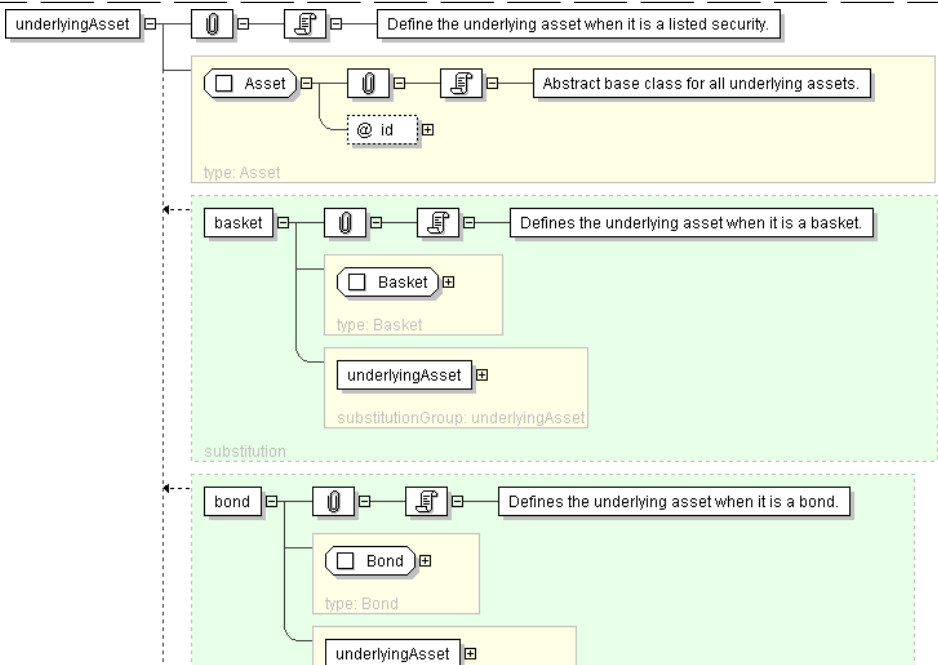 underlyingAsset
Define the underlying asset when it is a listed security.
Asset
Abstract base class for all underlying assets.
@ id
type: Asset
basket
Defines the underlying asset when it is a basket.
Basket
type: Basket
underlyingAsset
substitutionGroup: underlyingAsset
substitution
bond
Defines the underlying asset when it is a bond.
Bond
type: Bond
underlyingAsset